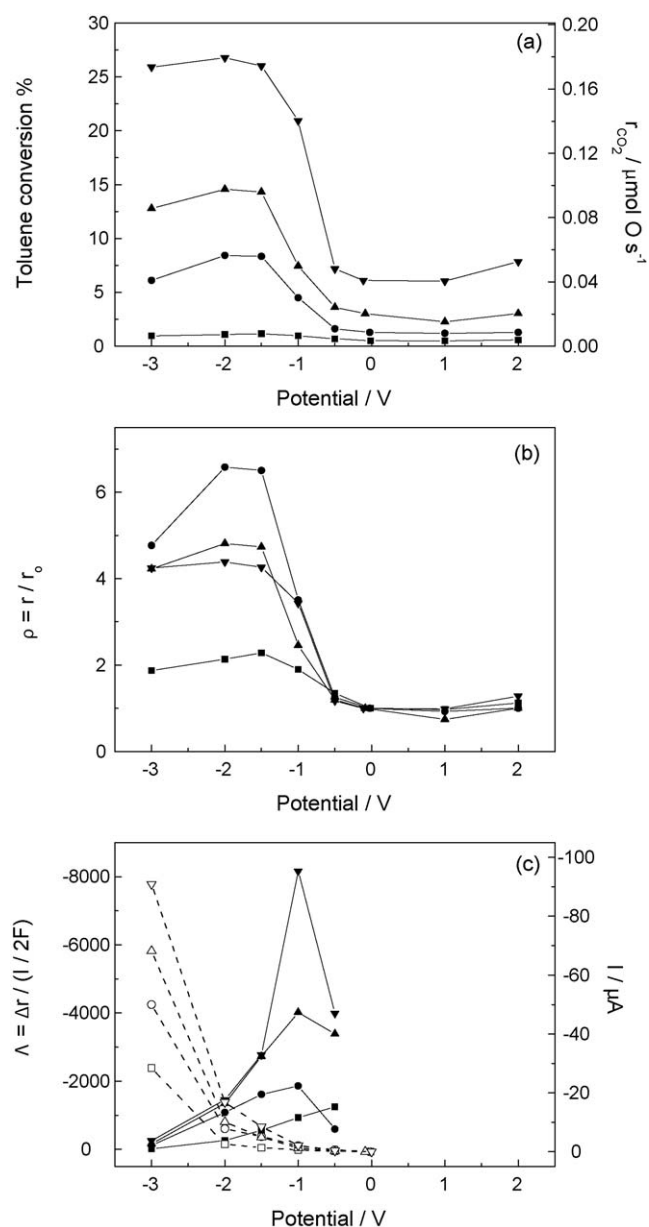 (a)
30
25
20
15
10
5
0
Toluene conversion %
0.20
0.16
0.12
0.08
0.04
0.00
r_CO₂ / μmol O s⁻¹
-3 -2 -1 0 1 2
Potential / V
(b)
6
4
2
0
ρ = r / r₀
-3 -2 -1 0 1 2
Potential / V
(c)
-8000
-6000
-4000
-2000
0
Λ = Δr / (I / 2F)
-100
-80
-60
-40
-20
0
I / μA
-3 -2 -1 0 1 2
Potential / V